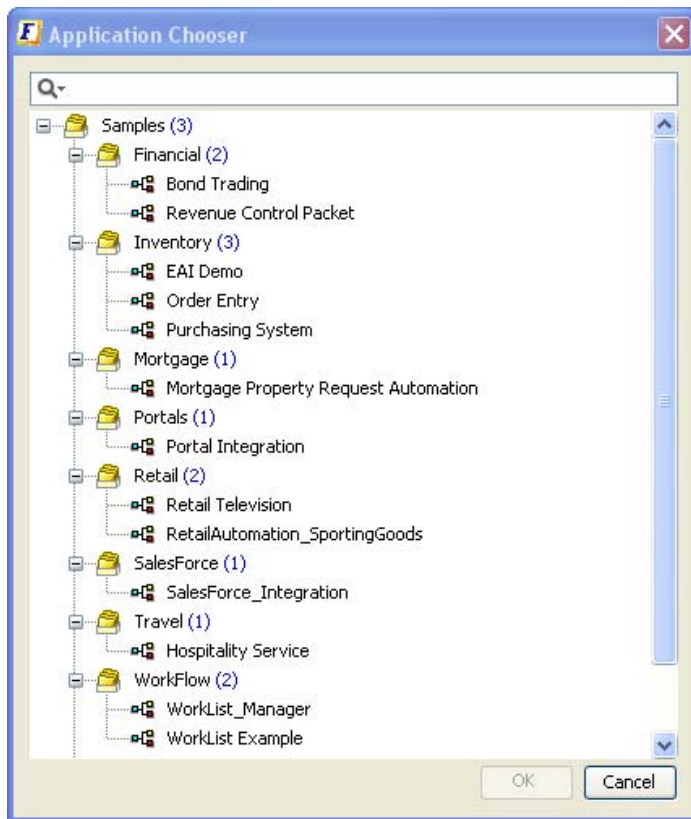 Application Chooser
Samples (3)
Financial (2)
Bond Trading
Revenue Control Packet
Inventory (3)
EAI Demo
Order Entry
Purchasing System
Mortgage (1)
Mortgage Property Request Automation
Portals (1)
Portal Integration
Retail (2)
Retail Television
RetailAutomation_SportingGoods
SalesForce (1)
SalesForce_Integration
Travel (1)
Hospitality Service
WorkFlow (2)
WorkList_Manager
WorkList Example
OK Cancel